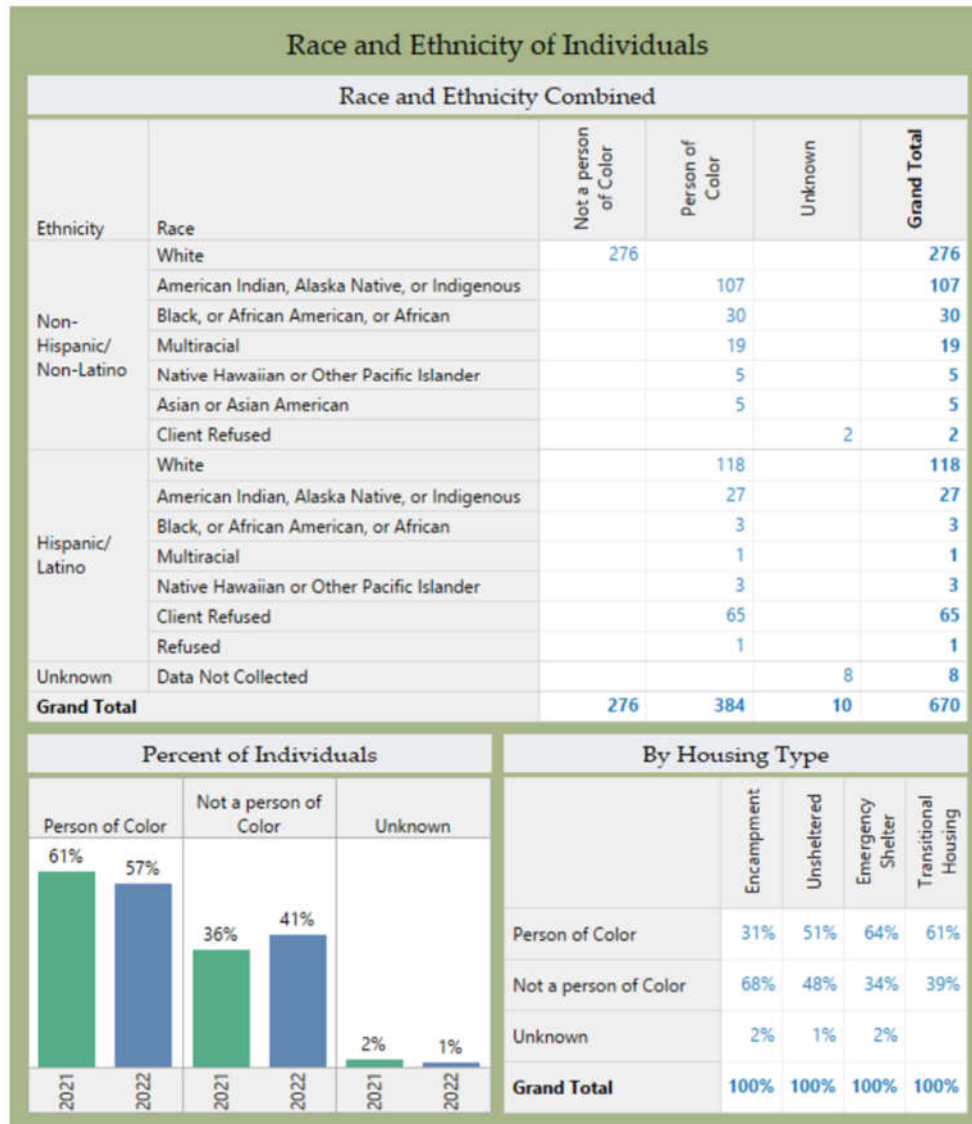 Race and Ethnicity of Individuals
Race and Ethnicity Combined
Ethnicity Race Not a person of Color Person of Color Unknown Grand Total
Non-Hispanic/ Non-Latino
White 276 276
American Indian, Alaska Native, or Indigenous 107 107
Black, or African American, or African 30 30
Multiracial 19 19
Native Hawaiian or Other Pacific Islander 5 5
Asian or Asian American 5 5
Client Refused 2 2
Hispanic/ Latino
White 118 118
American Indian, Alaska Native, or Indigenous 27 27
Black, or African American, or African 3 3
Multiracial 1 1
Native Hawaiian or Other Pacific Islander 3 3
Client Refused 65 65
Refused 1 1
Unknown Data Not Collected 8 8
Grand Total 276 384 10 670
Percent of Individuals
Person of Color Not a person of Color Unknown
61% 57% 36% 41% 2% 1%
2021 2022 2021 2022 2021 2022
By Housing Type
Encampment Unsheltered Emergency Shelter Transitional Housing
Person of Color 31% 51% 64% 61%
Not a person of Color 68% 48% 34% 39%
Unknown 2% 1% 2%
Grand Total 100% 100% 100% 100%